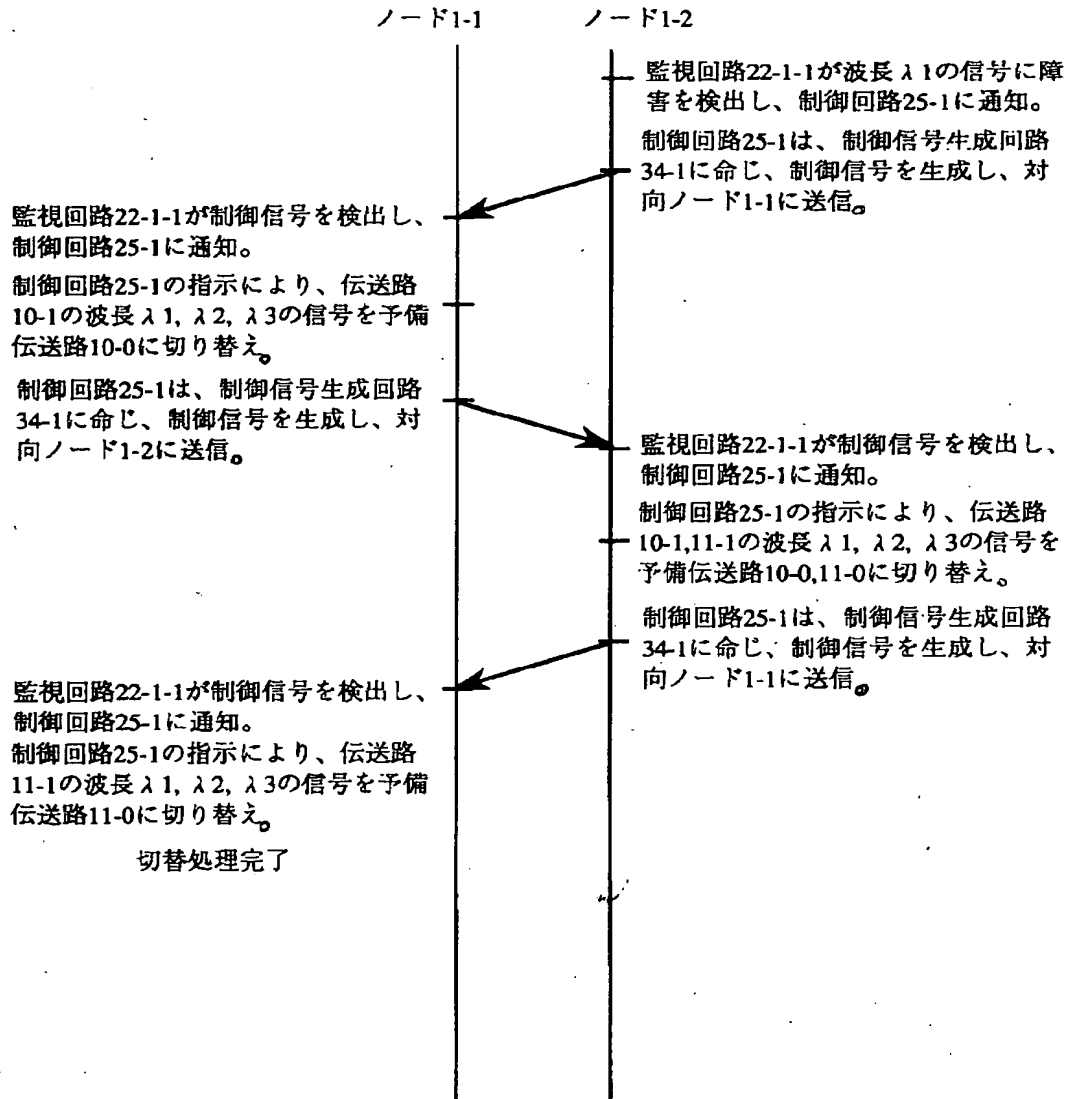 ノード1-1
ノード1-2
監視回路22-1-1が波長λ1の信号に障
害を検出し、制御回路25-1に通知。
制御回路25-1は、制御信号生成回路
34-1に命じ、制御信号を生成し、対
向ノード1-1に送信。
監視回路22-1-1が制御信号を検出し、
制御回路25-1に通知。
制御回路25-1の指示により、伝送路
10-1の波長λ1, λ2, λ3の信号を予備
伝送路10-0に切り替え。
制御回路25-1は、制御信号生成回路
34-1に命じ、制御信号を生成し、対
向ノード1-2に送信。
監視回路22-1-1が制御信号を検出し、
制御回路25-1に通知。
制御回路25-1の指示により、伝送路
10-1,11-1の波長λ1, λ2, λ3の信号を
予備伝送路10-0,11-0に切り替え。
制御回路25-1は、制御信号生成回路
34-1に命じ、制御信号を生成し、対
向ノード1-1に送信。
監視回路22-1-1が制御信号を検出し、
制御回路25-1に通知。
制御回路25-1の指示により、伝送路
11-1の波長λ1, λ2, λ3の信号を予備
伝送路11-0に切り替え。
切替処理完了